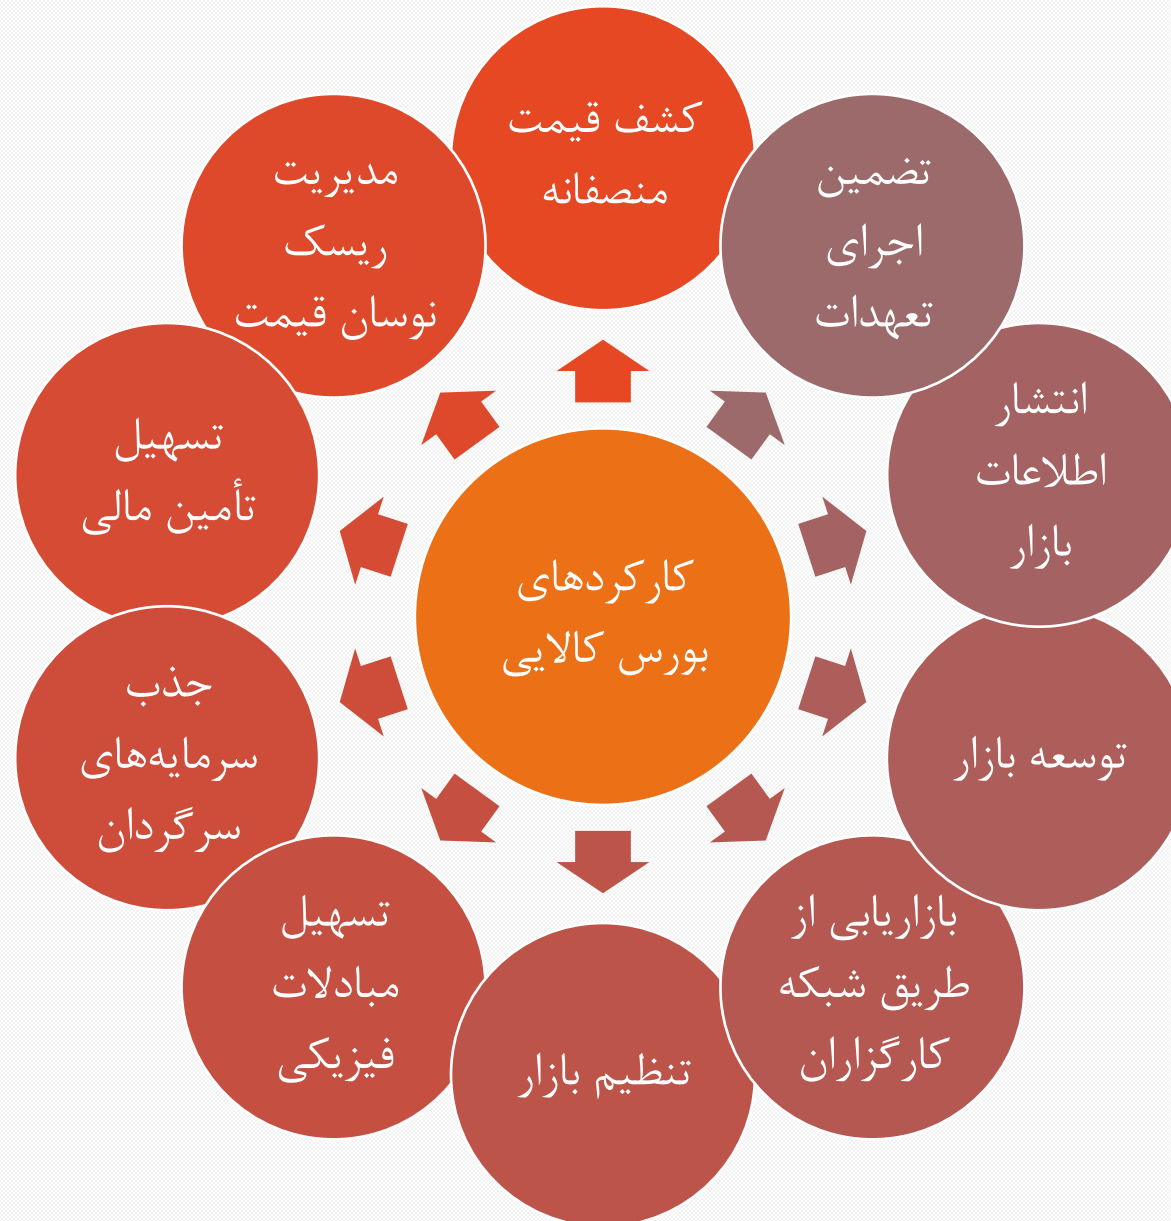 کشف قیمت
منصفانه
تضمین
اجرای
تعهدات
انتشار
اطلاعات
بازار
توسعه بازار
بازاریابی از
طریق شبکه
کارگزاران
تنظیم بازار
تسهیل
مبادلات
فیزیکی
جذب
سرمایه‌های
سرگردان
تسهیل
تأمین مالی
مدیریت
ریسک
نوسان قیمت
کارکردهای
بورس کالایی